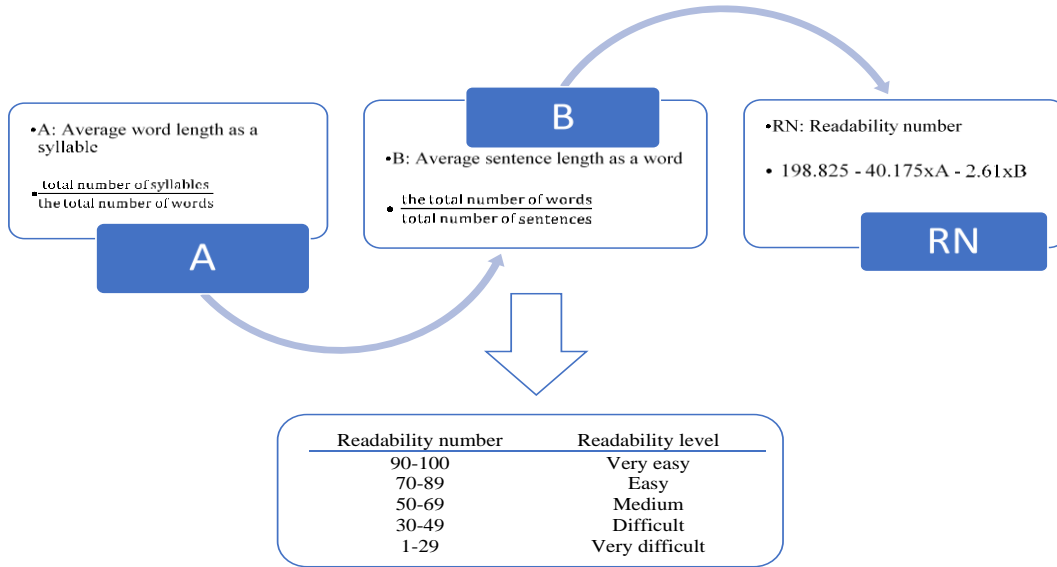 •A: Average word length as a
syllable
• total number of syllables
the total number of words
A
B
•B: Average sentence length as a word
• the total number of words
total number of sentences
•RN: Readability number
• 198.825 - 40.175xA - 2.61xB
RN
Readability number Readability level
90-100 Very easy
70-89 Easy
50-69 Medium
30-49 Difficult
1-29 Very difficult